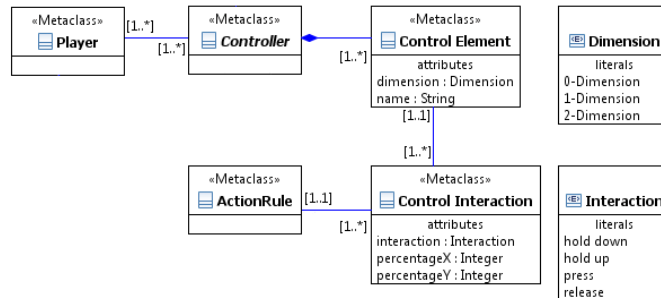 «Metaclass»
Player
[1..*]
[1..*]
«Metaclass»
Controller
«Metaclass»
Control Element
attributes
dimension : Dimension
name : String
[1..*]
[1..1]
Dimension
literals
0-Dimension
1-Dimension
2-Dimension
«Metaclass»
ActionRule
[1..1]
[1..*]
[1..*]
«Metaclass»
Control Interaction
attributes
interaction : Interaction
percentageX : Integer
percentageY : Integer
Interaction
literals
hold down
hold up
press
release